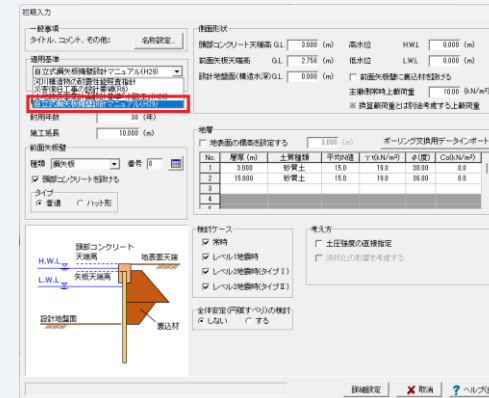 初期入力
一般事項
タイトル、コメント、その他: 名称設定...
適用基準
自立式鋼矢板擁壁設計マニュアル(H29)
河川構造物の耐震性能照査指針
災害復旧工事の設計要領(R6)
自立式鋼矢板擁壁設計マニュアル(H29)
耐用年数 30 (年)
施工延長 10.000 (m)
前面矢板壁
種類 鋼矢板 番号 8
頭部コンクリートを設ける
タイプ
普通 ハット形
側面形状
頭部コンクリート天端高 G.L. 3.000 (m) 高水位 H.W.L 0.000 (m)
前面矢板天端高 G.L. 2.750 (m) 低水位 L.W.L 0.000 (m)
設計地盤面(構造水深)G.L. 0.000 (m) 前面矢板壁に裏込材を設ける
主働側常時上載荷重 10.00 (kN/m²)
※ 換算載荷重とは別途考慮する上載荷重
地層
地表面の標高を設定する 3.000 (m) ボーリング交換用データインポート
No. 層厚 (m) 土質種類 平均N値 γt(kN/m³) φ(度) Co(kN/m²)
1 3.000 砂質土 15.0 19.0 30.00 0.0
2 15.000 砂質土 15.0 19.0 36.00 0.0
3
4
検討ケース
常時
レベル1地震時
レベル2地震時(タイプⅠ)
レベル2地震時(タイプⅡ)
考え方
土圧強度の直接指定
液状化の影響を考慮する
全体安定(円弧すべり)の検討
しない する
頭部コンクリート
天端高
地表面天端
H.W.L
矢板天端高
L.W.L
設計地盤面
裏込材
詳細設定 取消 ? ヘルプ(